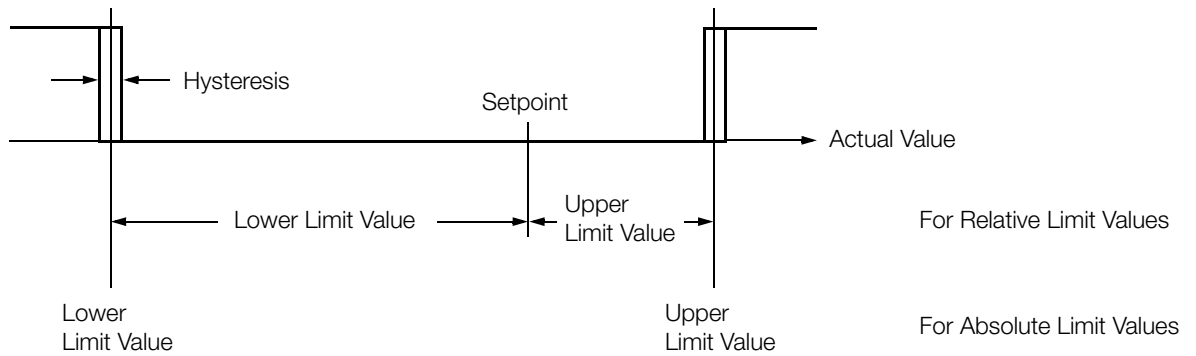 Hysteresis
Setpoint
Actual Value
Lower Limit Value
Upper
Limit Value
For Relative Limit Values
Lower
Limit Value
Upper
Limit Value
For Absolute Limit Values